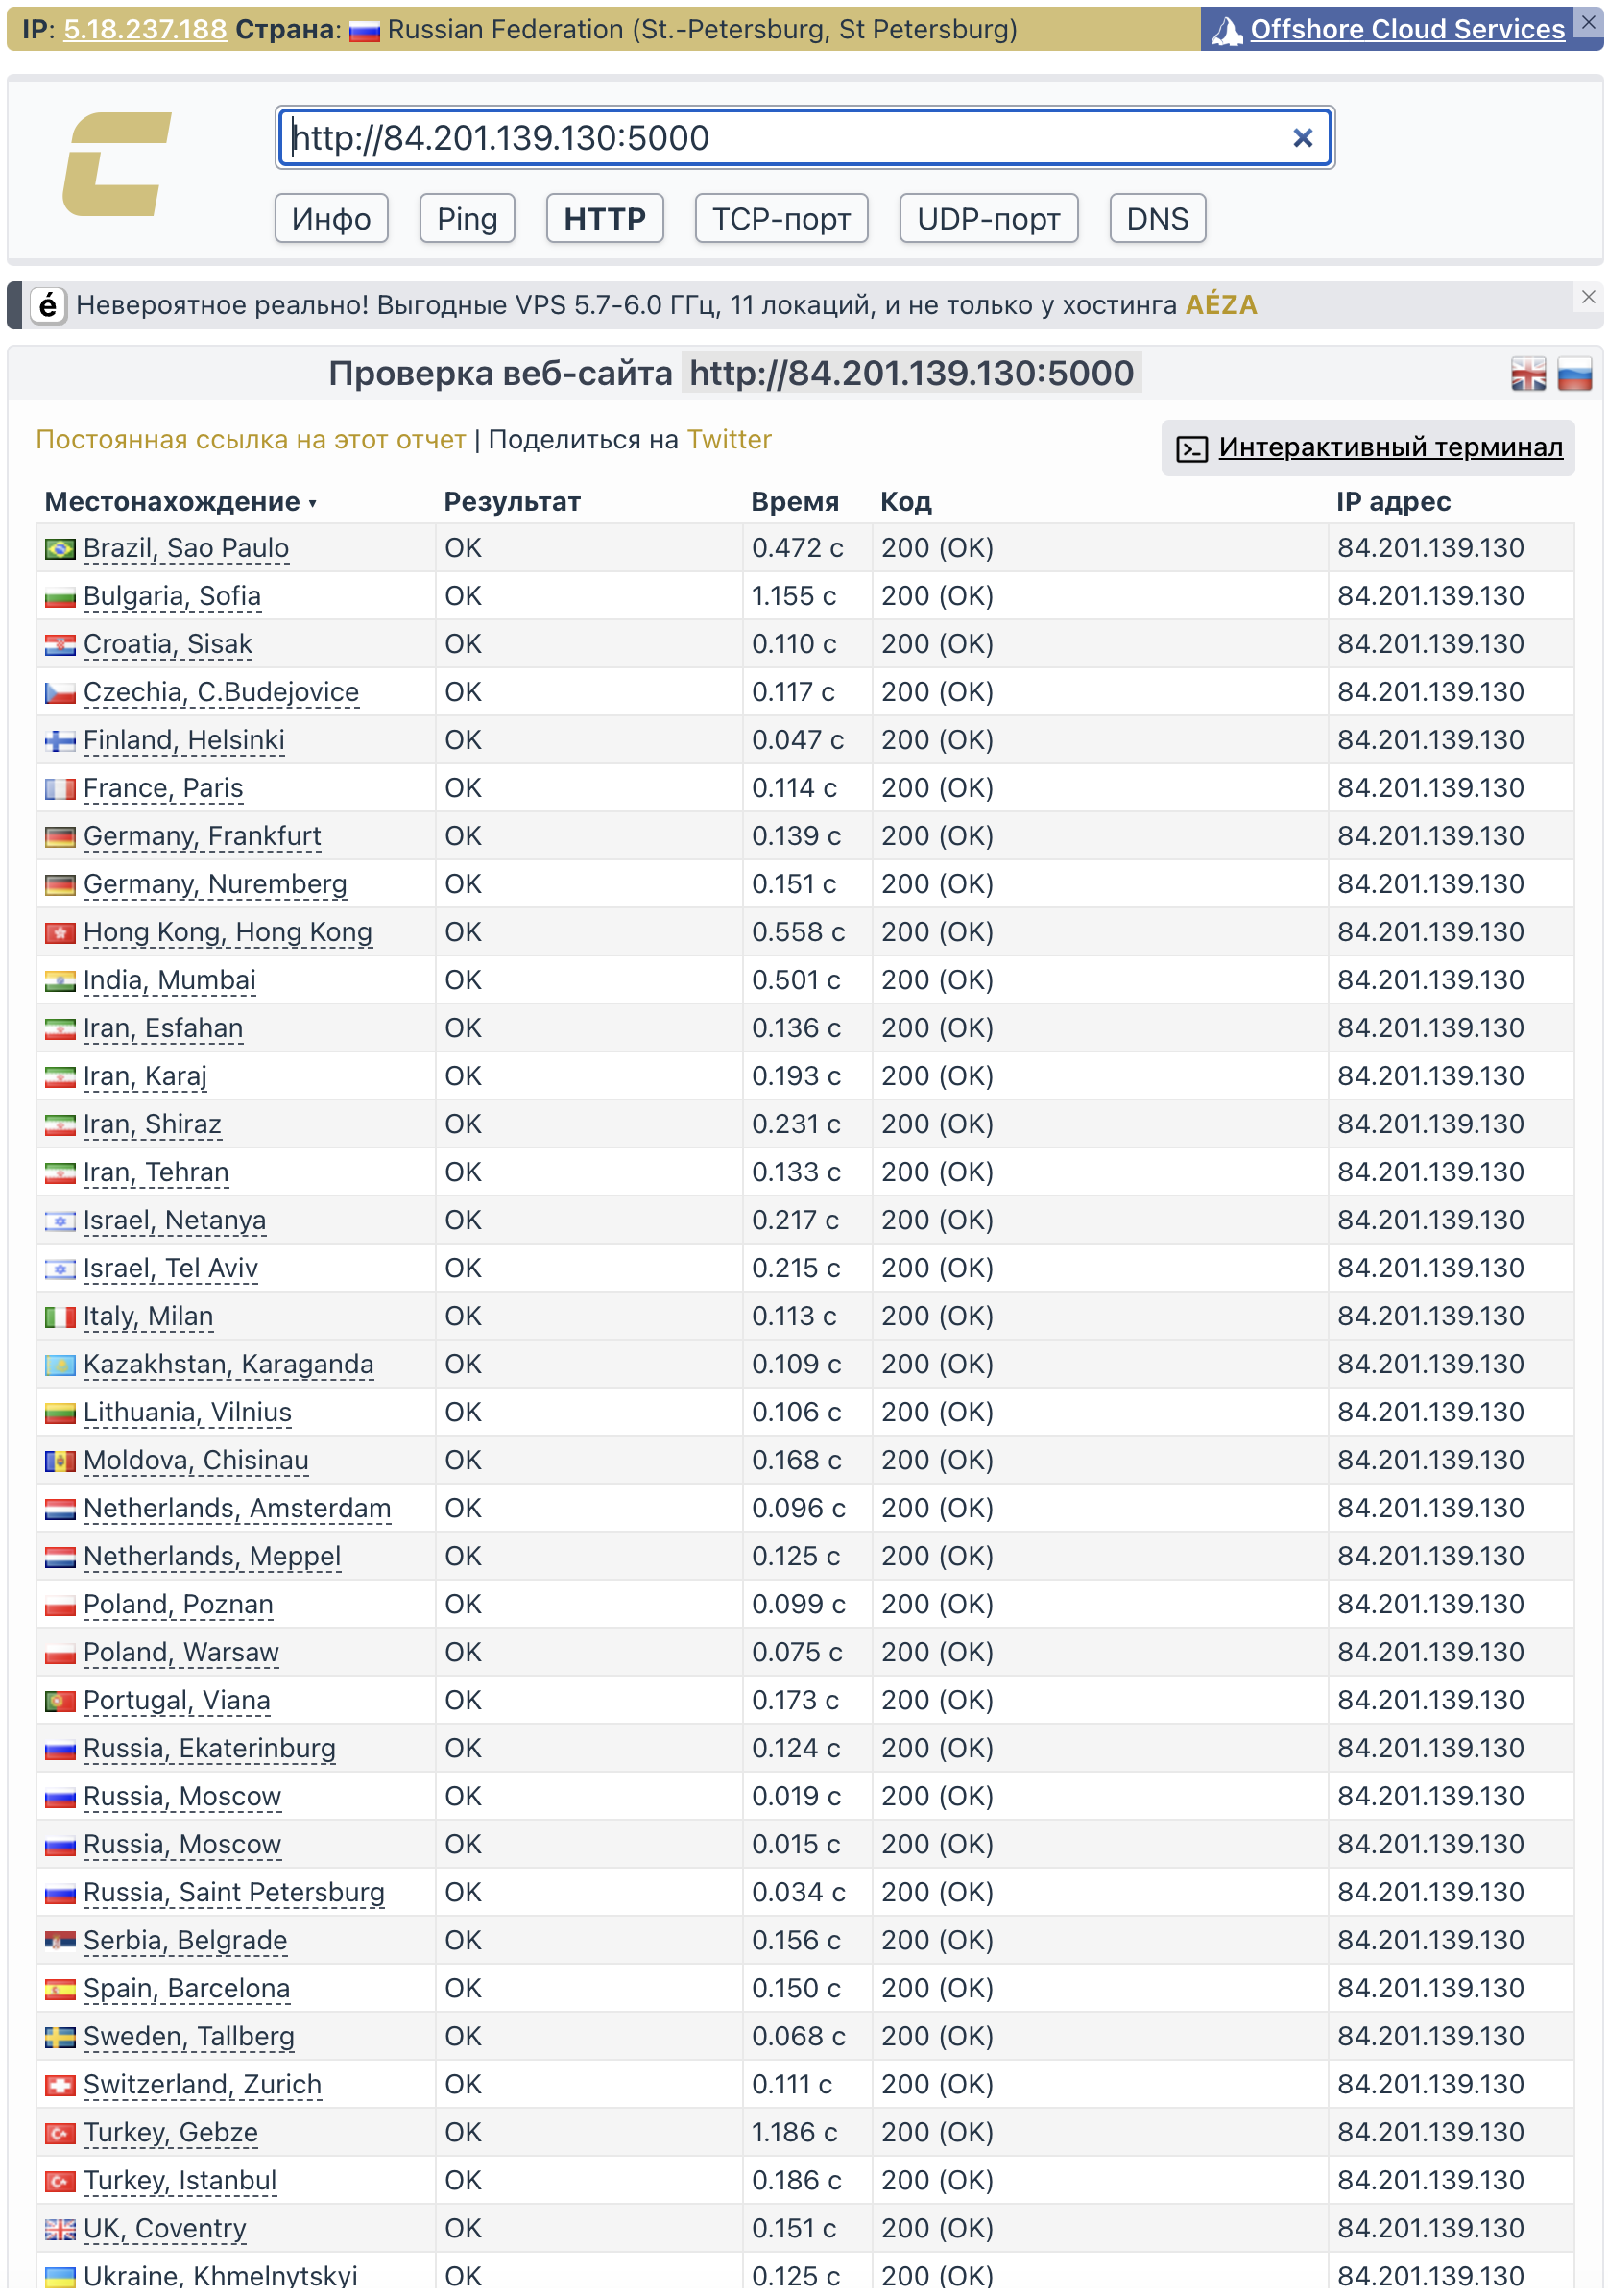 IP: 5.18.237.188 Страна: Russian Federation (St.-Petersburg, St Petersburg)
Offshore Cloud Services
http://84.201.139.130:5000
Инфо Ping HTTP TCP-порт UDP-порт DNS
é Невероятное реально! Выгодные VPS 5.7-6.0 ГГц, 11 локаций, и не только у хостинга AÉZA
Проверка веб-сайта http://84.201.139.130:5000
Постоянная ссылка на этот отчет | Поделиться на Twitter
Интерактивный терминал
Местонахождение Результат Время Код IP адрес
Brazil, Sao Paulo OK 0.472 с 200 (OK) 84.201.139.130
Bulgaria, Sofia OK 1.155 с 200 (OK) 84.201.139.130
Croatia, Sisak OK 0.110 с 200 (OK) 84.201.139.130
Czechia, C.Budejovice OK 0.117 с 200 (OK) 84.201.139.130
Finland, Helsinki OK 0.047 с 200 (OK) 84.201.139.130
France, Paris OK 0.114 с 200 (OK) 84.201.139.130
Germany, Frankfurt OK 0.139 с 200 (OK) 84.201.139.130
Germany, Nuremberg OK 0.151 с 200 (OK) 84.201.139.130
Hong Kong, Hong Kong OK 0.558 с 200 (OK) 84.201.139.130
India, Mumbai OK 0.501 с 200 (OK) 84.201.139.130
Iran, Esfahan OK 0.136 с 200 (OK) 84.201.139.130
Iran, Karaj OK 0.193 с 200 (OK) 84.201.139.130
Iran, Shiraz OK 0.231 с 200 (OK) 84.201.139.130
Iran, Tehran OK 0.133 с 200 (OK) 84.201.139.130
Israel, Netanya OK 0.217 с 200 (OK) 84.201.139.130
Israel, Tel Aviv OK 0.215 с 200 (OK) 84.201.139.130
Italy, Milan OK 0.113 с 200 (OK) 84.201.139.130
Kazakhstan, Karaganda OK 0.109 с 200 (OK) 84.201.139.130
Lithuania, Vilnius OK 0.106 с 200 (OK) 84.201.139.130
Moldova, Chisinau OK 0.168 с 200 (OK) 84.201.139.130
Netherlands, Amsterdam OK 0.096 с 200 (OK) 84.201.139.130
Netherlands, Meppel OK 0.125 с 200 (OK) 84.201.139.130
Poland, Poznan OK 0.099 с 200 (OK) 84.201.139.130
Poland, Warsaw OK 0.075 с 200 (OK) 84.201.139.130
Portugal, Viana OK 0.173 с 200 (OK) 84.201.139.130
Russia, Ekaterinburg OK 0.124 с 200 (OK) 84.201.139.130
Russia, Moscow OK 0.019 с 200 (OK) 84.201.139.130
Russia, Moscow OK 0.015 с 200 (OK) 84.201.139.130
Russia, Saint Petersburg OK 0.034 с 200 (OK) 84.201.139.130
Serbia, Belgrade OK 0.156 с 200 (OK) 84.201.139.130
Spain, Barcelona OK 0.150 с 200 (OK) 84.201.139.130
Sweden, Tallberg OK 0.068 с 200 (OK) 84.201.139.130
Switzerland, Zurich OK 0.111 с 200 (OK) 84.201.139.130
Turkey, Gebze OK 1.186 с 200 (OK) 84.201.139.130
Turkey, Istanbul OK 0.186 с 200 (OK) 84.201.139.130
UK, Coventry OK 0.151 с 200 (OK) 84.201.139.130
Ukraine, Khmelnytskyi OK 0.125 с 200 (OK) 84.201.139.130